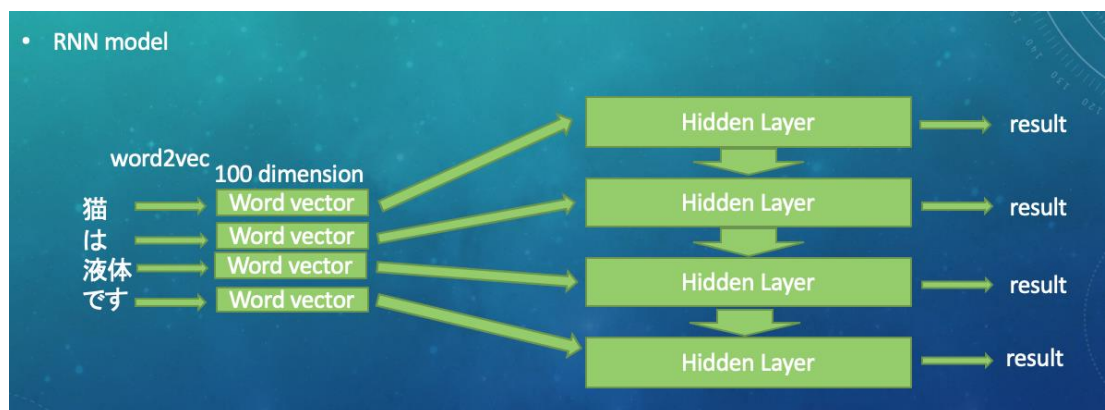 • RNN model
word2vec
100 dimension
猫
Word vector
は
Word vector
液体
Word vector
です
Word vector
Hidden Layer
result
Hidden Layer
result
Hidden Layer
result
Hidden Layer
result